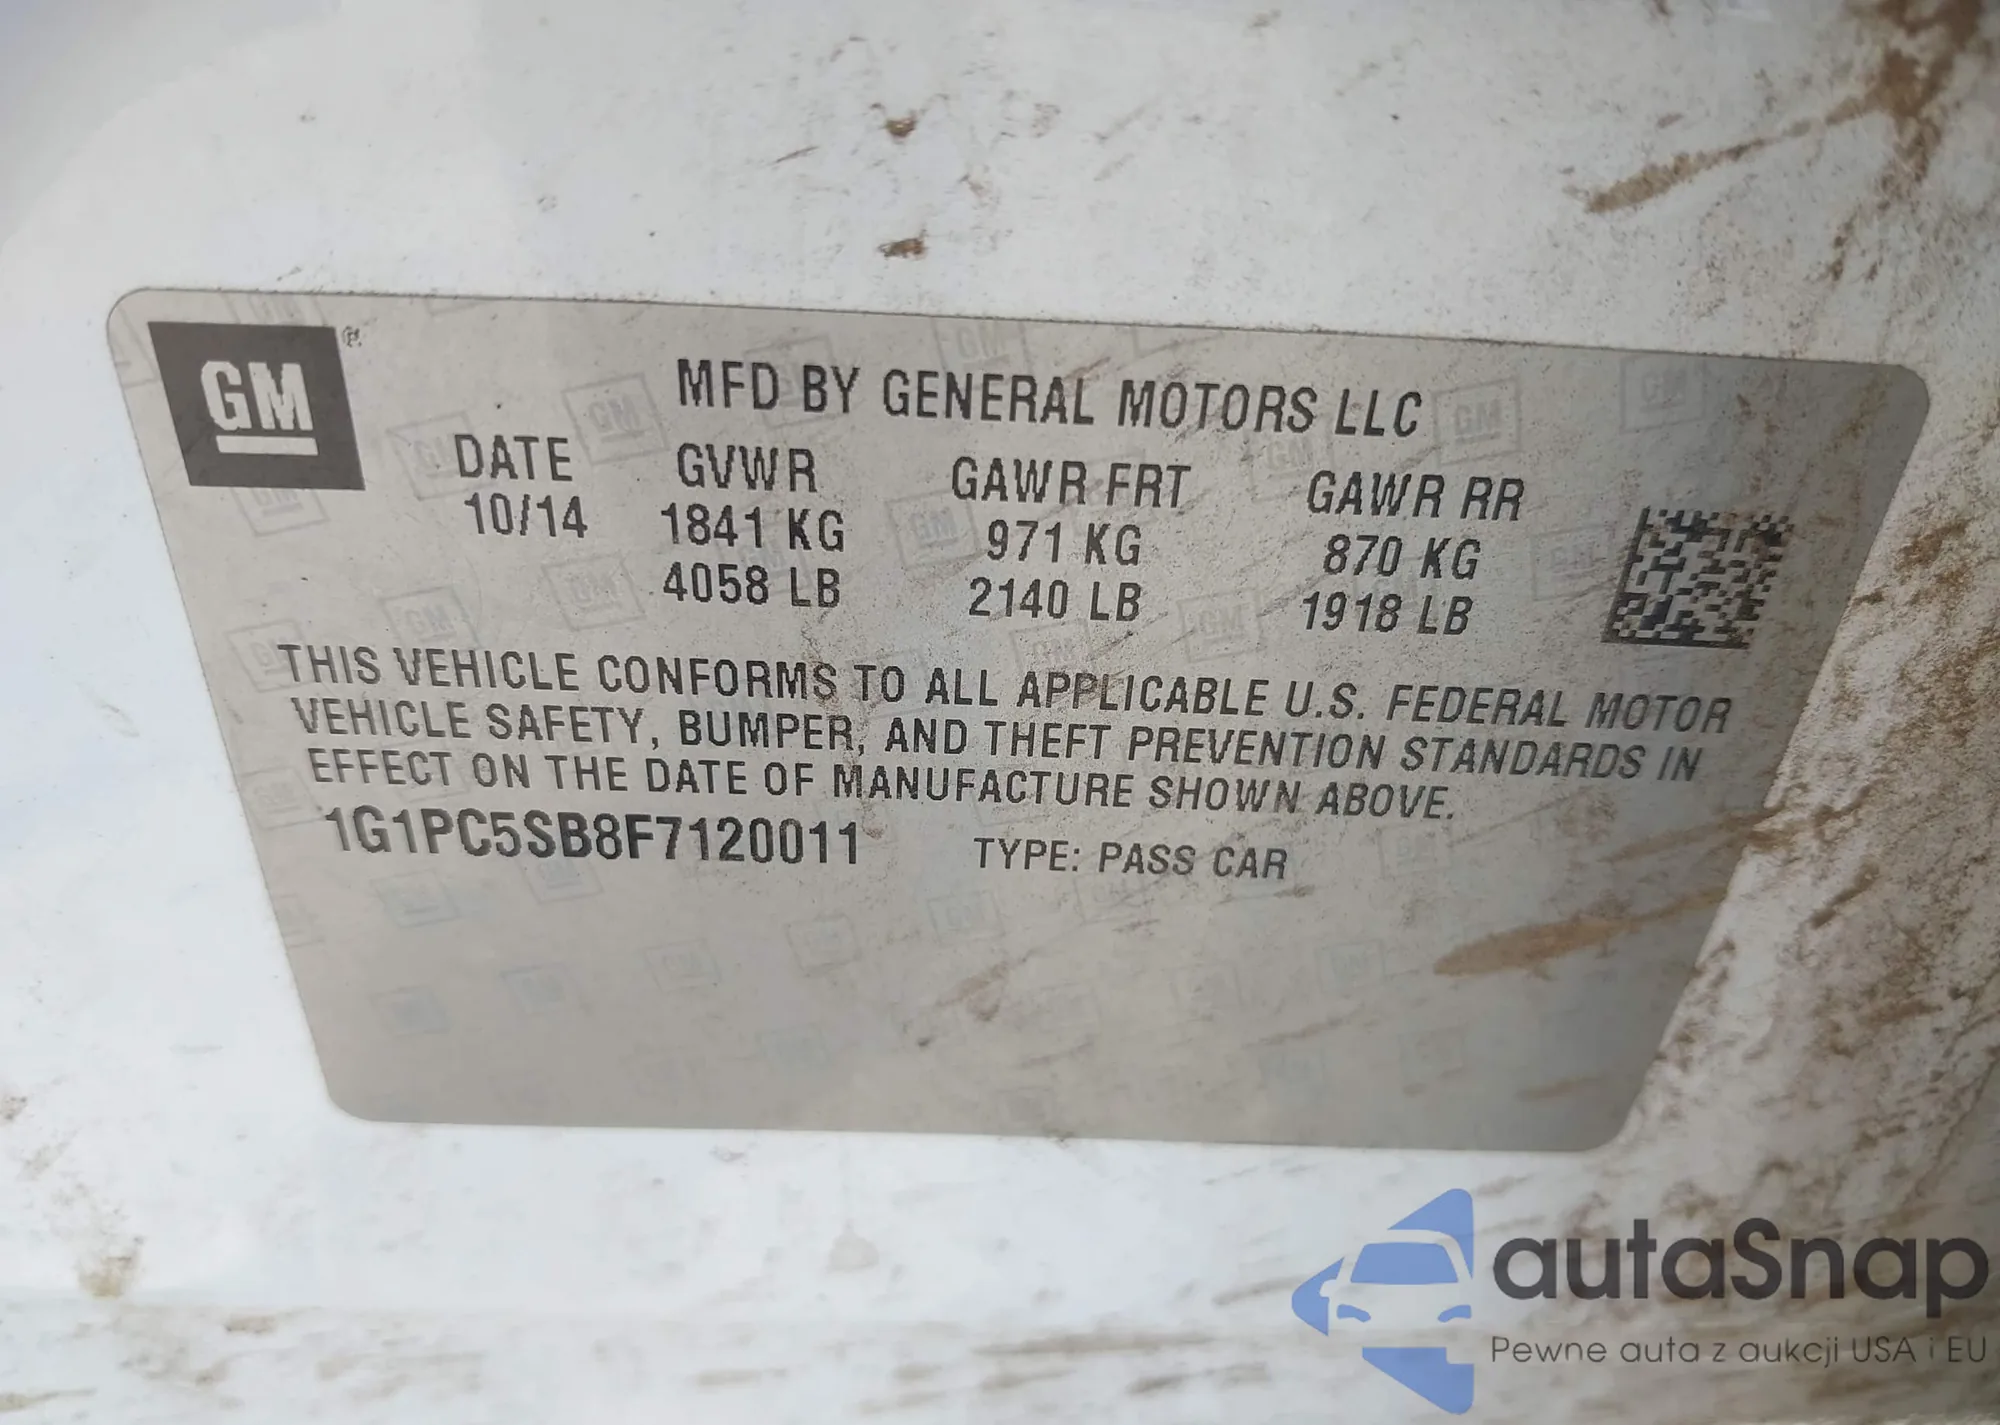 GM
MFD BY GENERAL MOTORS LLC
DATE GVWR GAWR FRT GAWR RR
10/14 1841 KG 971 KG 870 KG
4058 LB 2140 LB 1918 LB
THIS VEHICLE CONFORMS TO ALL APPLICABLE U.S. FEDERAL MOTOR
VEHICLE SAFETY, BUMPER, AND THEFT PREVENTION STANDARDS IN
EFFECT ON THE DATE OF MANUFACTURE SHOWN ABOVE.
1G1PC5SB8F7120011 TYPE: PASS CAR
autaSnap
Pewne auta z aukcji USA i EU